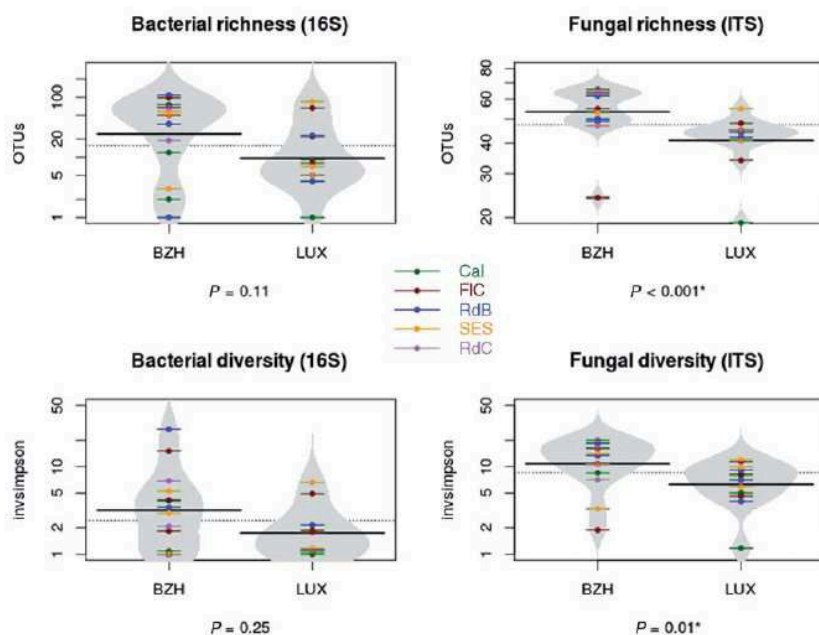 Bacterial richness (16S)
OTUs
100
20
5
1
BZH
LUX
P = 0.11
Fungal richness (ITS)
OTUs
80
60
40
30
20
BZH
LUX
P < 0.001*
Cal
FIC
RdB
SES
RdC
Bacterial diversity (16S)
invsimpson
50
10
5
2
1
BZH
LUX
P = 0.25
Fungal diversity (ITS)
invsimpson
50
10
5
2
1
BZH
LUX
P = 0.01*